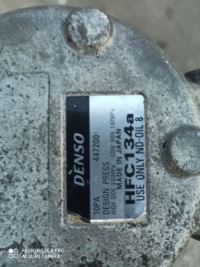 DENSO
10PA 447200-
DESIGN PRESS
MADE IN JAPAN
HFC134a
USE ONLY ND-OIL 8
REDMI NOTE 8 PRO
AI QUAD CAMERA